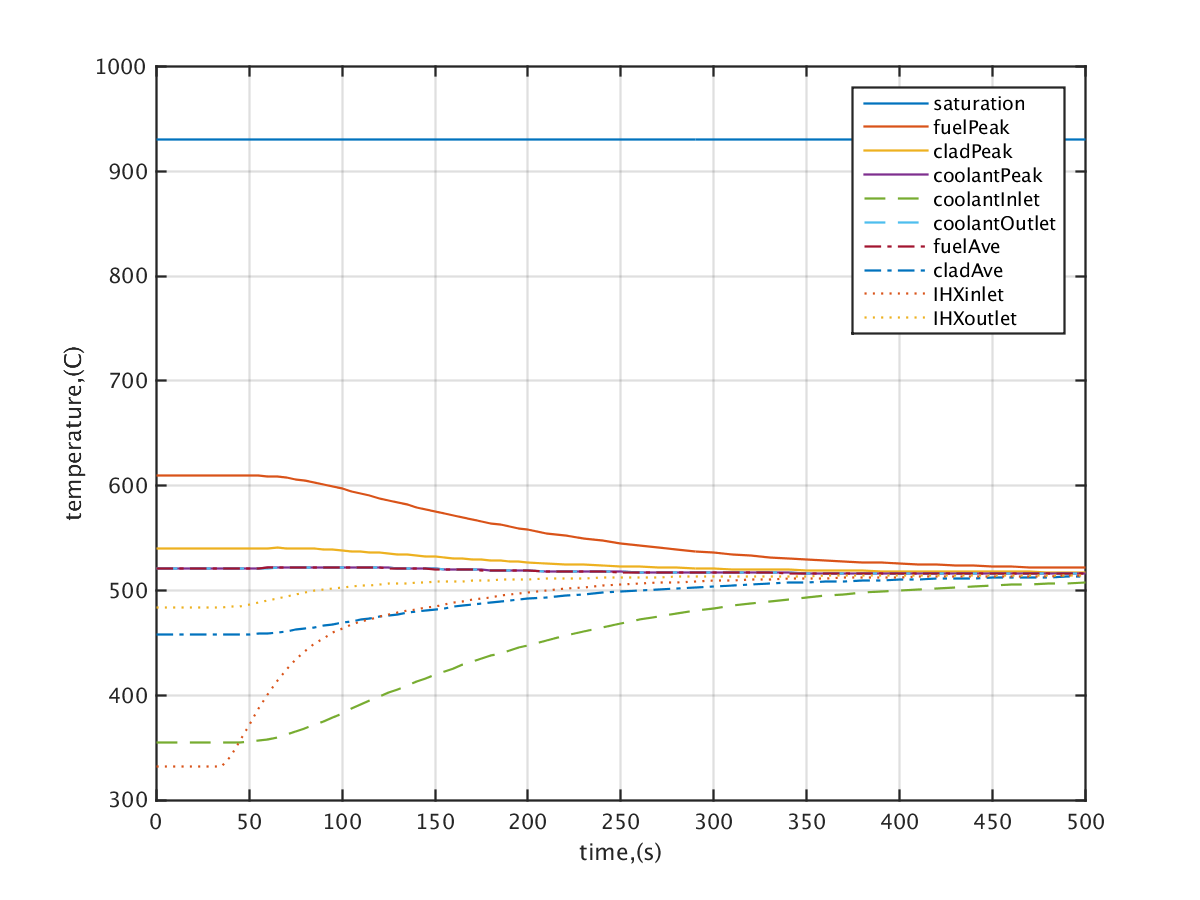 1000
900
800
700
600
500
400
300
temperature,(C)
saturation
fuelPeak
cladPeak
coolantPeak
coolantInlet
coolantOutlet
fuelAve
cladAve
IHXinlet
IHXoutlet
0 50 100 150 200 250 300 350 400 450 500
time,(s)